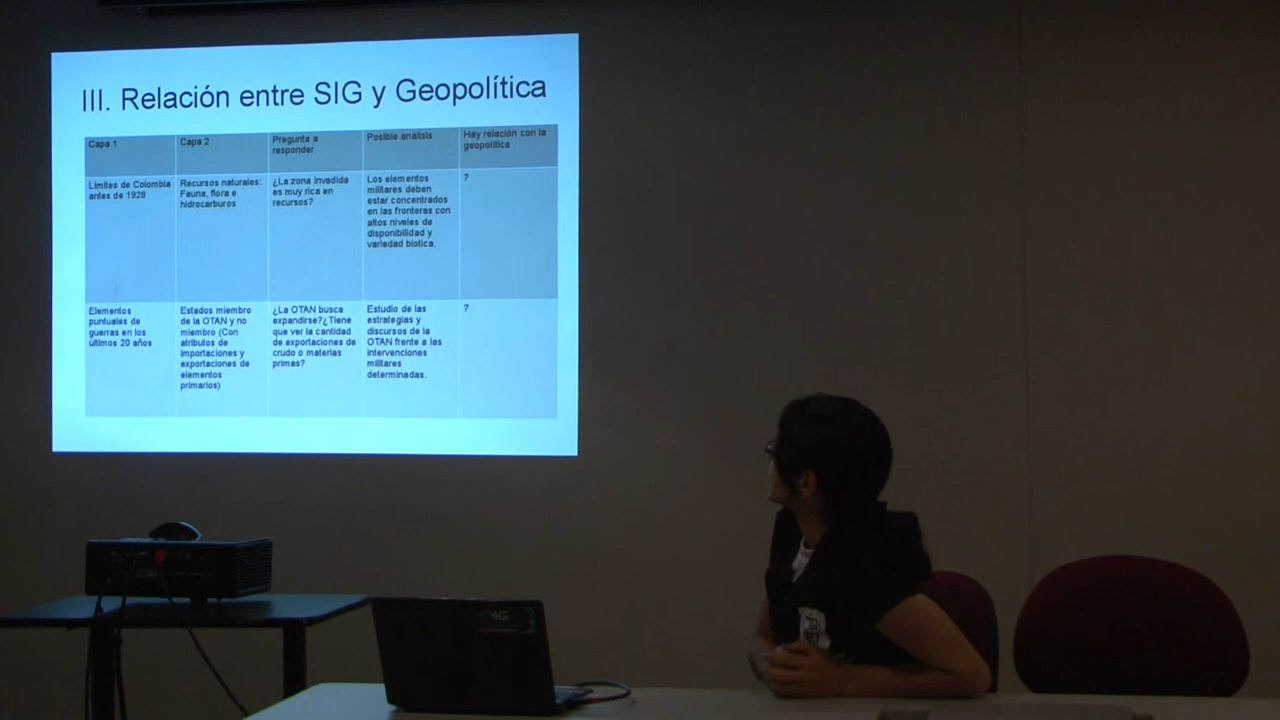 III. Relación entre SIG y Geopolítica
Capa 1
Capa 2
Pregunta a
responder
Posible análisis
Hay relación con la
geopolítica
Límites de Colombia
antes de 1928
Recursos naturales:
Fauna, flora e
hidrocarburos
¿La zona invadida
es muy rica en
recursos?
Los elementos
militares deben
estar concentrados
en las fronteras con
altos niveles de
disponibilidad y
variedad biotica.
?
Elementos
puntuales de
guerras en los
últimos 20 años
Estados miembro
de la OTAN y no
miembro (Con
atributos de
importaciones y
exportaciones de
elementos
primarios)
¿La OTAN busca
expandirse?¿Tiene
que ver la cantidad
de exportaciones de
crudo o materias
primas?
Estudio de las
estrategias y
discursos de la
OTAN frente a las
intervenciones
militares
determinadas.
?